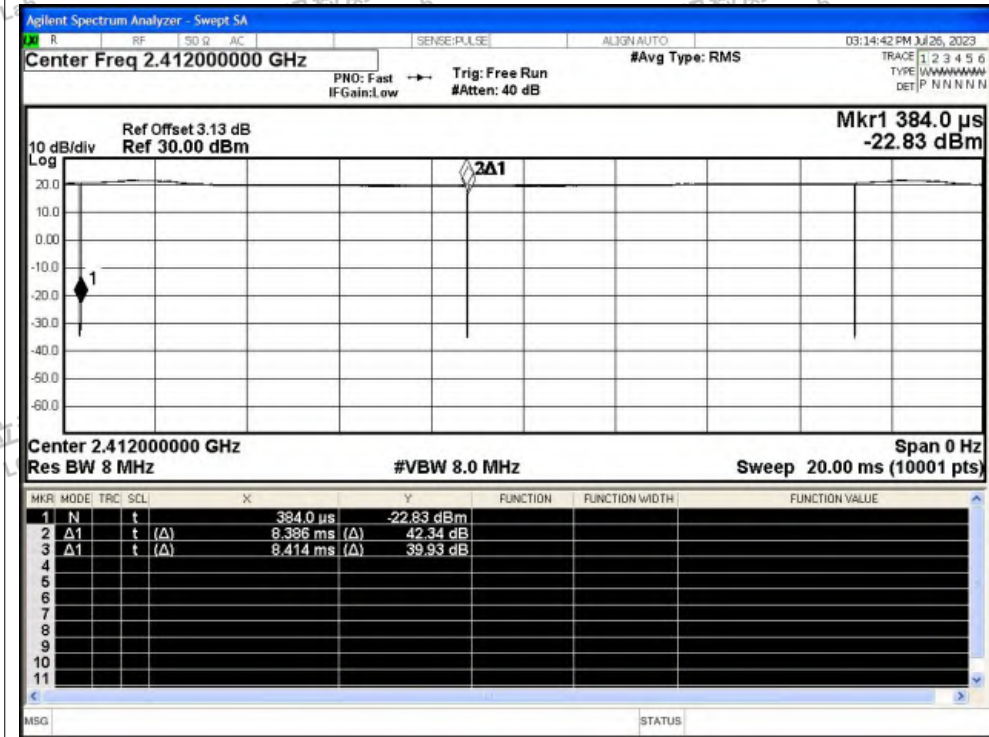 Agilent Spectrum Analyzer - Swept SA
R RF 50 Ω AC SENSE:PULSE ALIGN AUTO 03:14:42 PM Jul 26, 2023
Center Freq 2.412000000 GHz
#Avg Type: RMS
TRACE 1 2 3 4 5 6
PNO: Fast
Trig: Free Run
TYPE
IFGain:Low
#Atten: 40 dB
DET P N N N N N
Mkr1 384.0 µs
Ref Offset 3.13 dB
10 dB/div Ref 30.00 dBm -22.83 dBm
Log
2Δ1
20.0
10.0
0.00
-10.0
1
-20.0
-30.0
-40.0
-50.0
-60.0
Center 2.412000000 GHz Span 0 Hz
Res BW 8 MHz #VBW 8.0 MHz Sweep 20.00 ms (10001 pts)
MKR MODE TRC SCL X Y FUNCTION FUNCTION WIDTH FUNCTION VALUE
1 N t 384.0 µs -22.83 dBm
2 Δ1 t (Δ) 8.386 ms (Δ) 42.34 dB
3 Δ1 t (Δ) 8.414 ms (Δ) 39.93 dB
4
5
6
7
8
9
10
11
MSG STATUS